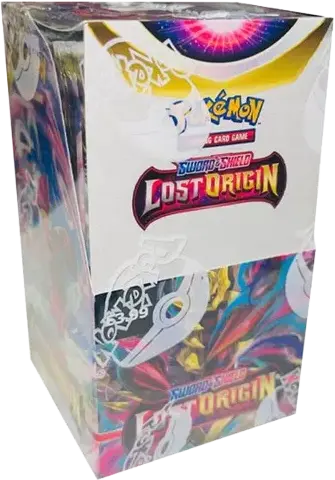 POKÉMON
TRADING CARD GAME
SWORD & SHIELD
LOST ORIGIN
£3.99
SWORD & SHIELD
LOST ORIGIN